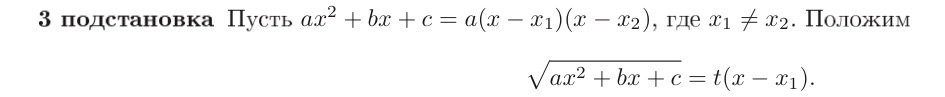 3 подстановка Пусть ax² + bx + c = a(x − x₁)(x − x₂), где x₁ ≠ x₂. Положим
√(ax² + bx + c) = t(x − x₁).